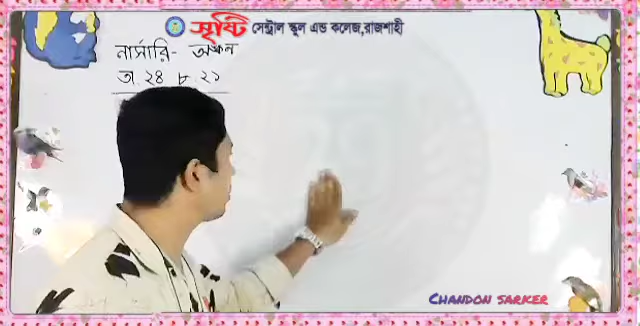 সৃষ্টি সেন্ট্রাল স্কুল এন্ড কলেজ,রাজশাহী
নার্সারি- অঙ্কন
তা ২৪ ৮ ২১
CHANDON SARKER